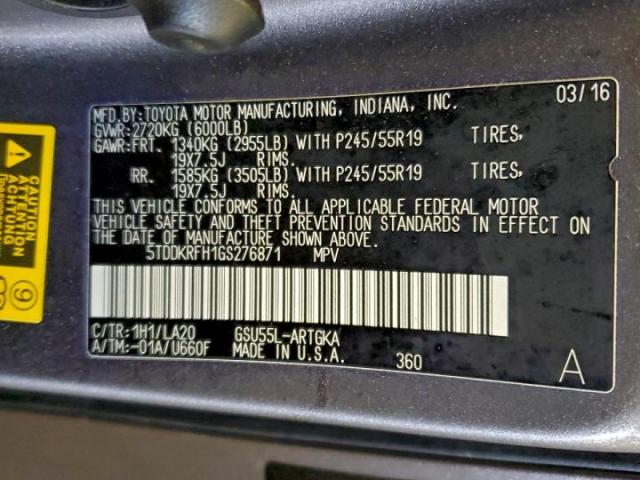 MFD.BY:TOYOTA MOTOR MANUFACTURING, INDIANA, INC. 03/16
GVWR:2720KG (6000LB)
GAWR:FRT. 1340KG (2955LB) WITH P245/55R19 TIRES,
19X7.5J RIMS.
RR. 1585KG (3505LB) WITH P245/55R19 TIRES,
19X7.5J RIMS.
THIS VEHICLE CONFORMS TO ALL APPLICABLE FEDERAL MOTOR
VEHICLE SAFETY AND THEFT PREVENTION STANDARDS IN EFFECT ON
THE DATE OF MANUFACTURE SHOWN ABOVE.
5TDDKRFH1GS276871 MPV
C/TR:1H1/LA20 GSU55L-ARTGKA
A/TM:-01A/U660F MADE IN U.S.A. 360 A
CAUTION
ATTENTION
ACHTUNG
9